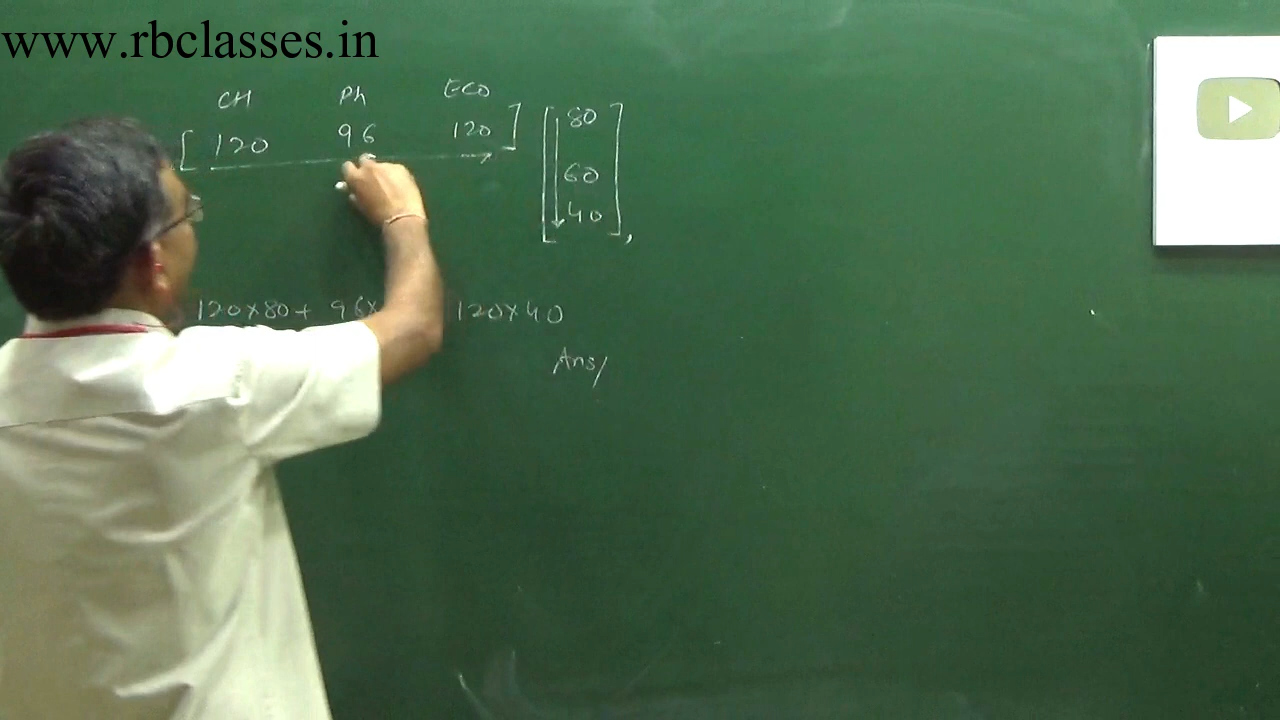 www.rbclasses.in
CH Ph ECO
[120 96 120] [80
60
40],
120×80+ 96× 120×40
Ans/